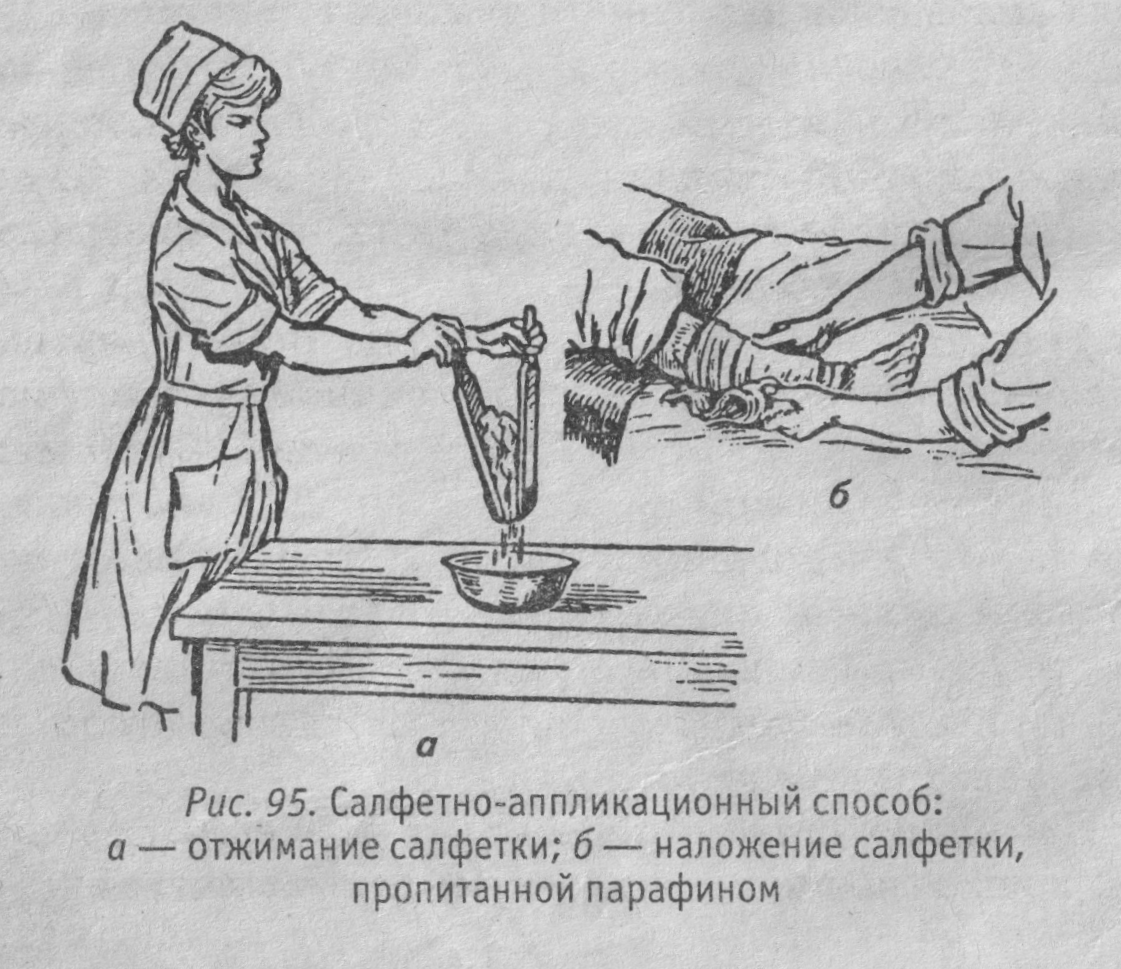 б
а
Рис. 95. Салфетно-аппликационный способ:
а — отжимание салфетки; б — наложение салфетки,
пропитанной парафином